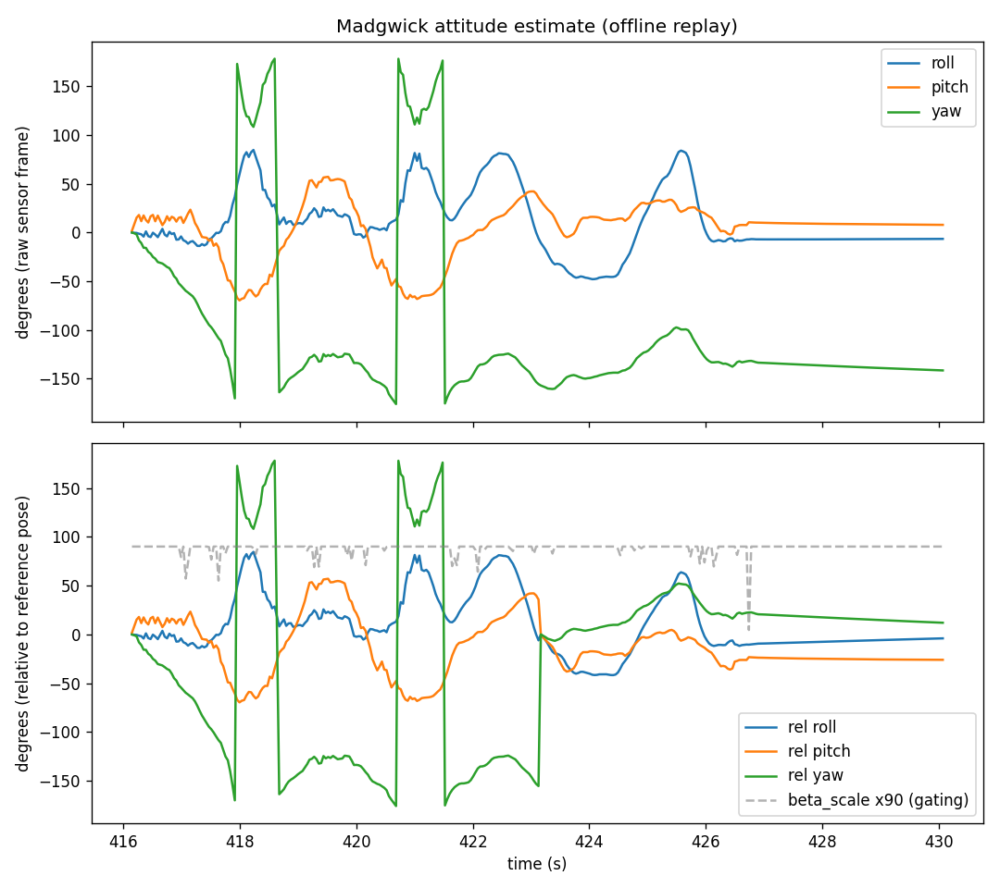 Madgwick attitude estimate (offline replay)
degrees (raw sensor frame)
150
100
50
0
−50
−100
−150
roll
pitch
yaw
degrees (relative to reference pose)
150
100
50
0
−50
−100
−150
rel roll
rel pitch
rel yaw
beta_scale x90 (gating)
416 418 420 422 424 426 428 430
time (s)